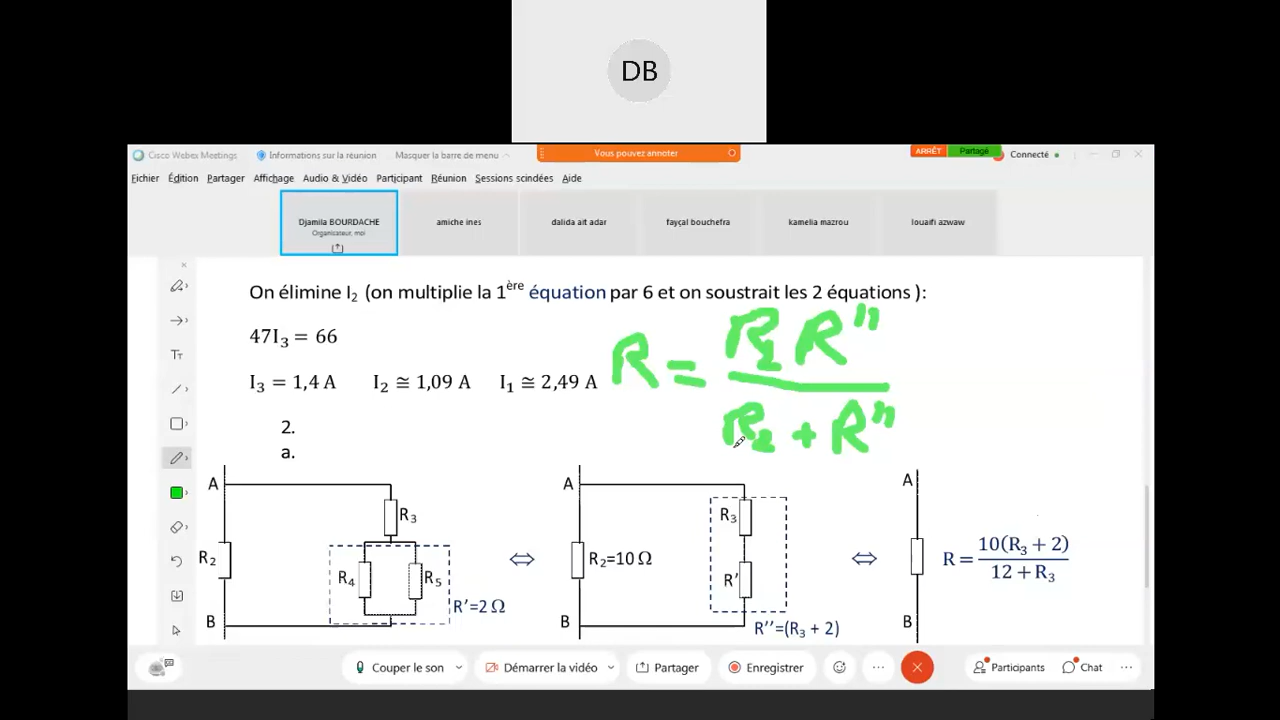 DB
Cisco Webex Meetings Informations sur la réunion Masquer la barre de menu Vous pouvez annoter ARRÊT Partagé Connecté
Fichier Édition Partager Affichage Audio & Vidéo Participant Réunion Sessions scindées Aide
Djamila BOURDACHE
Organisateur, moi
amiche ines
dalida ait adar
fayçal bouchefra
kamelia mazrou
louaifi azwaw
On élimine I₂ (on multiplie la 1ère équation par 6 et on soustrait les 2 équations ):
47I₃ = 66
I₃ = 1,4 A I₂ ≅ 1,09 A I₁ ≅ 2,49 A
R = R₂ R" / R₂ + R"
2.
a.
A
R₃
R₂
R₄
R₅
R'=2 Ω
B
⇔
A
R₃
R₂=10 Ω
R'
B
R''=(R₃ + 2)
⇔
A
R = 10(R₃ + 2) / 12 + R₃
B
Tт
Couper le son Démarrer la vidéo Partager Enregistrer Participants Chat